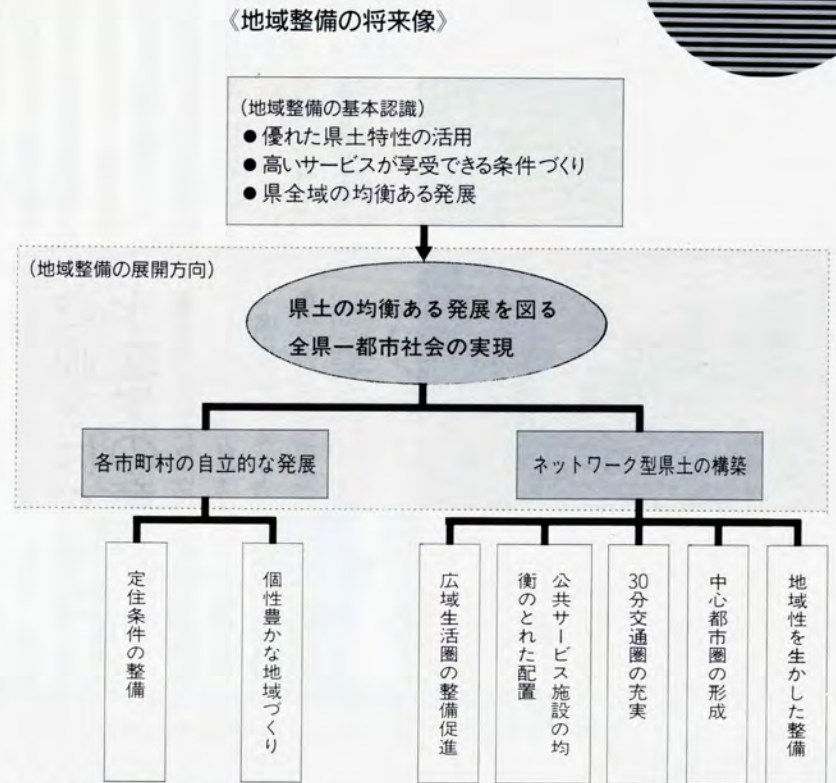 《地域整備の将来像》
(地域整備の基本認識)
●優れた県土特性の活用
●高いサービスが享受できる条件づくり
●県全域の均衡ある発展
(地域整備の展開方向)
県土の均衡ある発展を図る
全県一都市社会の実現
各市町村の自立的な発展
ネットワーク型県土の構築
定住条件の整備
個性豊かな地域づくり
広域生活圏の整備促進
公共サービス施設の均
衡のとれた配置
30分交通圏の充実
中心都市圏の形成
地域性を生かした整備